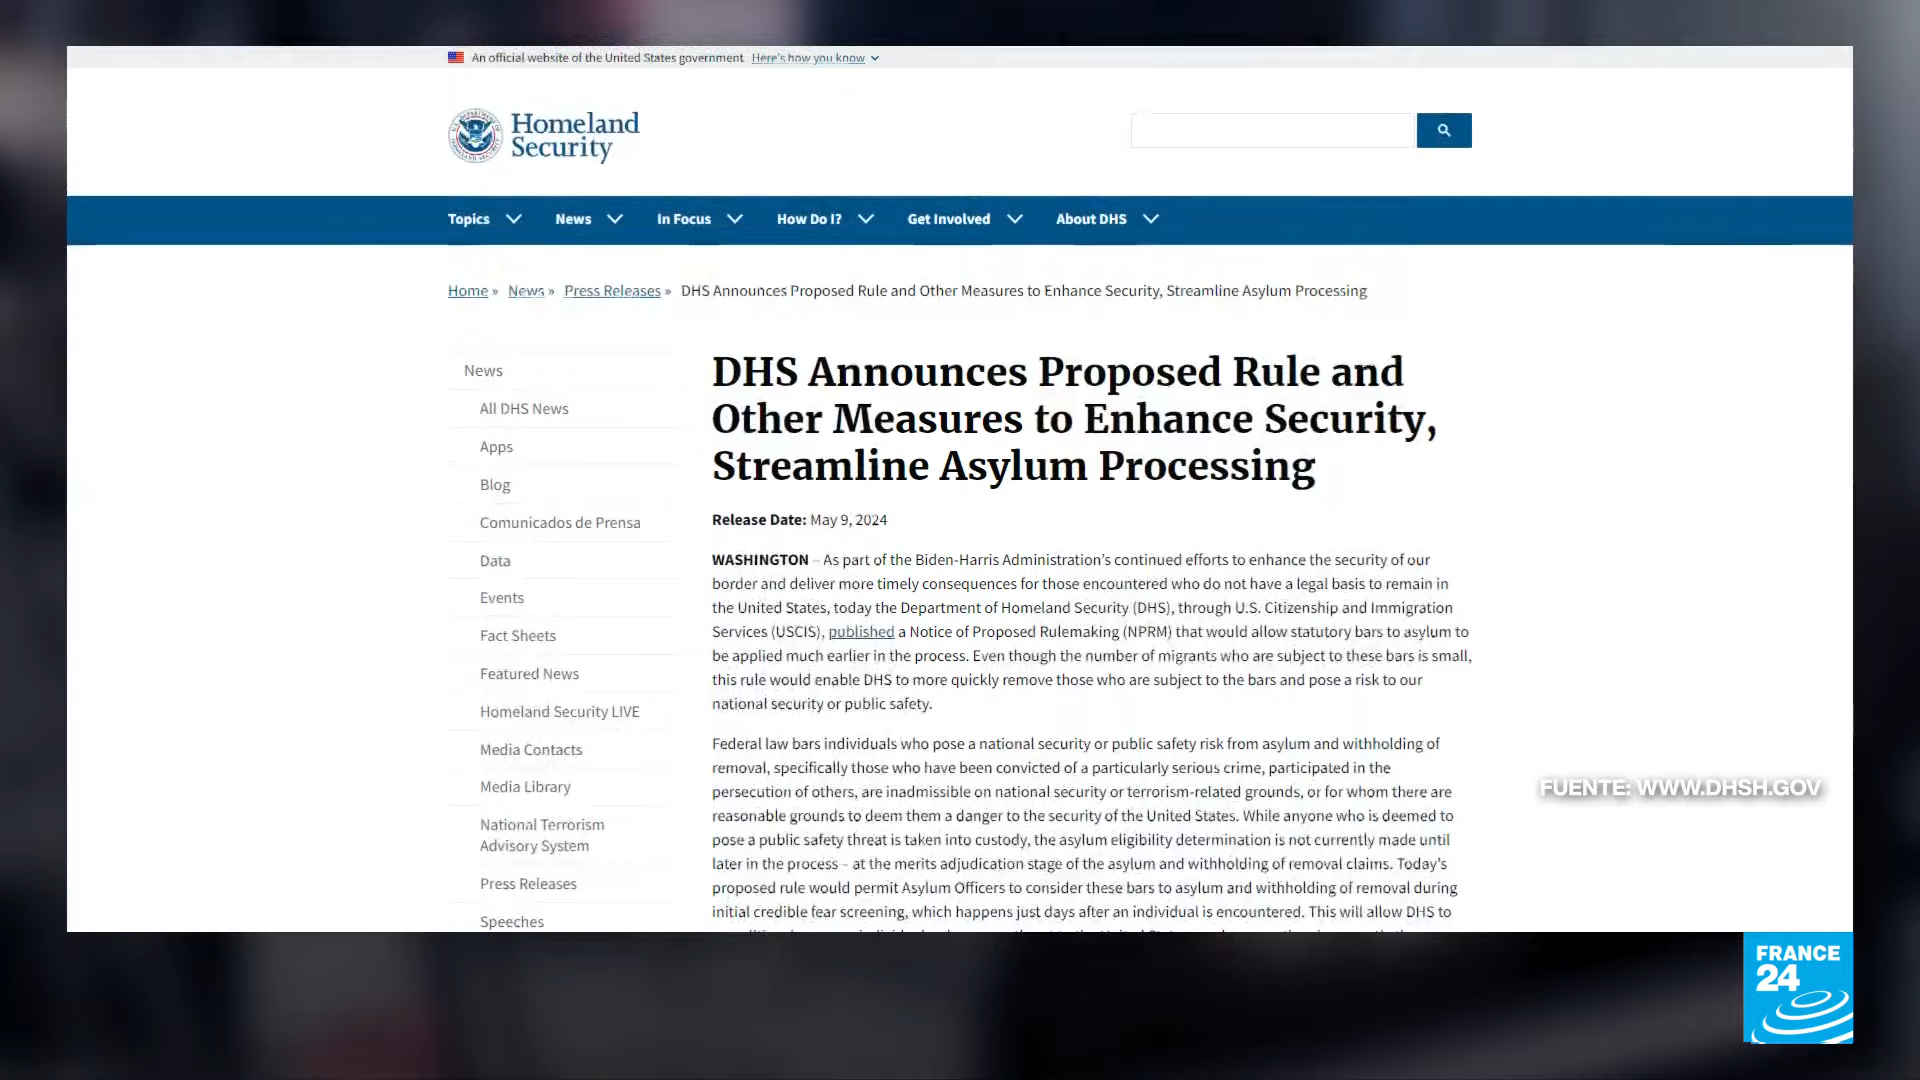 An official website of the United States government Here's how you know
Homeland
Security
Topics News In Focus How Do I? Get Involved About DHS
Home » News » Press Releases » DHS Announces Proposed Rule and Other Measures to Enhance Security, Streamline Asylum Processing
News
All DHS News
Apps
Blog
Comunicados de Prensa
Data
Events
Fact Sheets
Featured News
Homeland Security LIVE
Media Contacts
Media Library
National Terrorism
Advisory System
Press Releases
Speeches
DHS Announces Proposed Rule and
Other Measures to Enhance Security,
Streamline Asylum Processing
Release Date: May 9, 2024
WASHINGTON – As part of the Biden-Harris Administration's continued efforts to enhance the security of our
border and deliver more timely consequences for those encountered who do not have a legal basis to remain in
the United States, today the Department of Homeland Security (DHS), through U.S. Citizenship and Immigration
Services (USCIS), published a Notice of Proposed Rulemaking (NPRM) that would allow statutory bars to asylum to
be applied much earlier in the process. Even though the number of migrants who are subject to these bars is small,
this rule would enable DHS to more quickly remove those who are subject to the bars and pose a risk to our
national security or public safety.
Federal law bars individuals who pose a national security or public safety risk from asylum and withholding of
removal, specifically those who have been convicted of a particularly serious crime, participated in the
persecution of others, are inadmissible on national security or terrorism-related grounds, or for whom there are
reasonable grounds to deem them a danger to the security of the United States. While anyone who is deemed to
pose a public safety threat is taken into custody, the asylum eligibility determination is not currently made until
later in the process – at the merits adjudication stage of the asylum and withholding of removal claims. Today's
proposed rule would permit Asylum Officers to consider these bars to asylum and withholding of removal during
initial credible fear screening, which happens just days after an individual is encountered. This will allow DHS to
FUENTE: WWW.DHSH.GOV
FRANCE
24